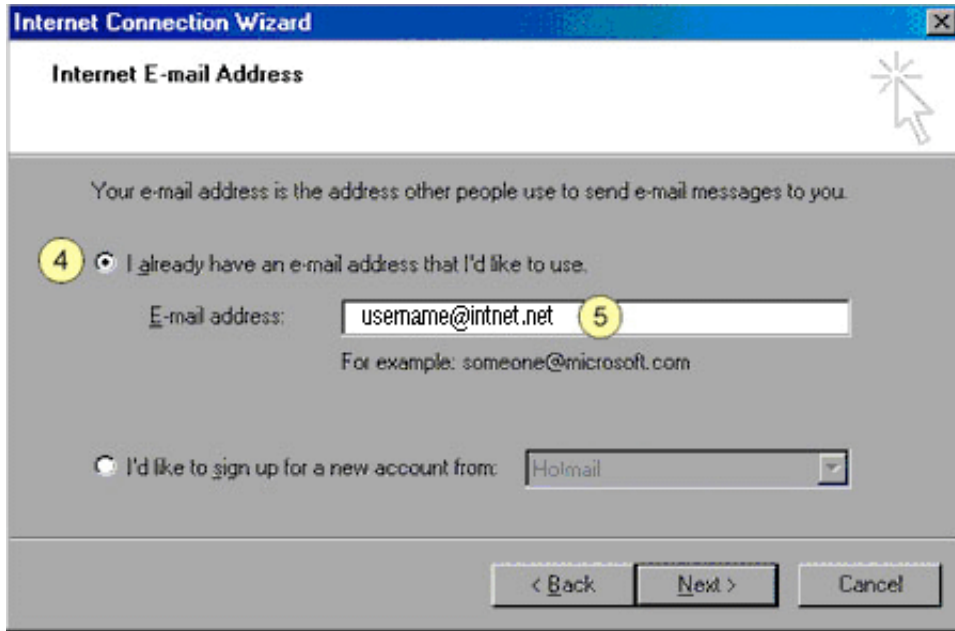 Internet Connection Wizard
Internet E-mail Address
Your e-mail address is the address other people use to send e-mail messages to you.
4 I already have an e-mail address that I'd like to use.
E-mail address: username@intnet.net 5
For example: someone@microsoft.com
I'd like to sign up for a new account from: Hotmail
< Back Next > Cancel